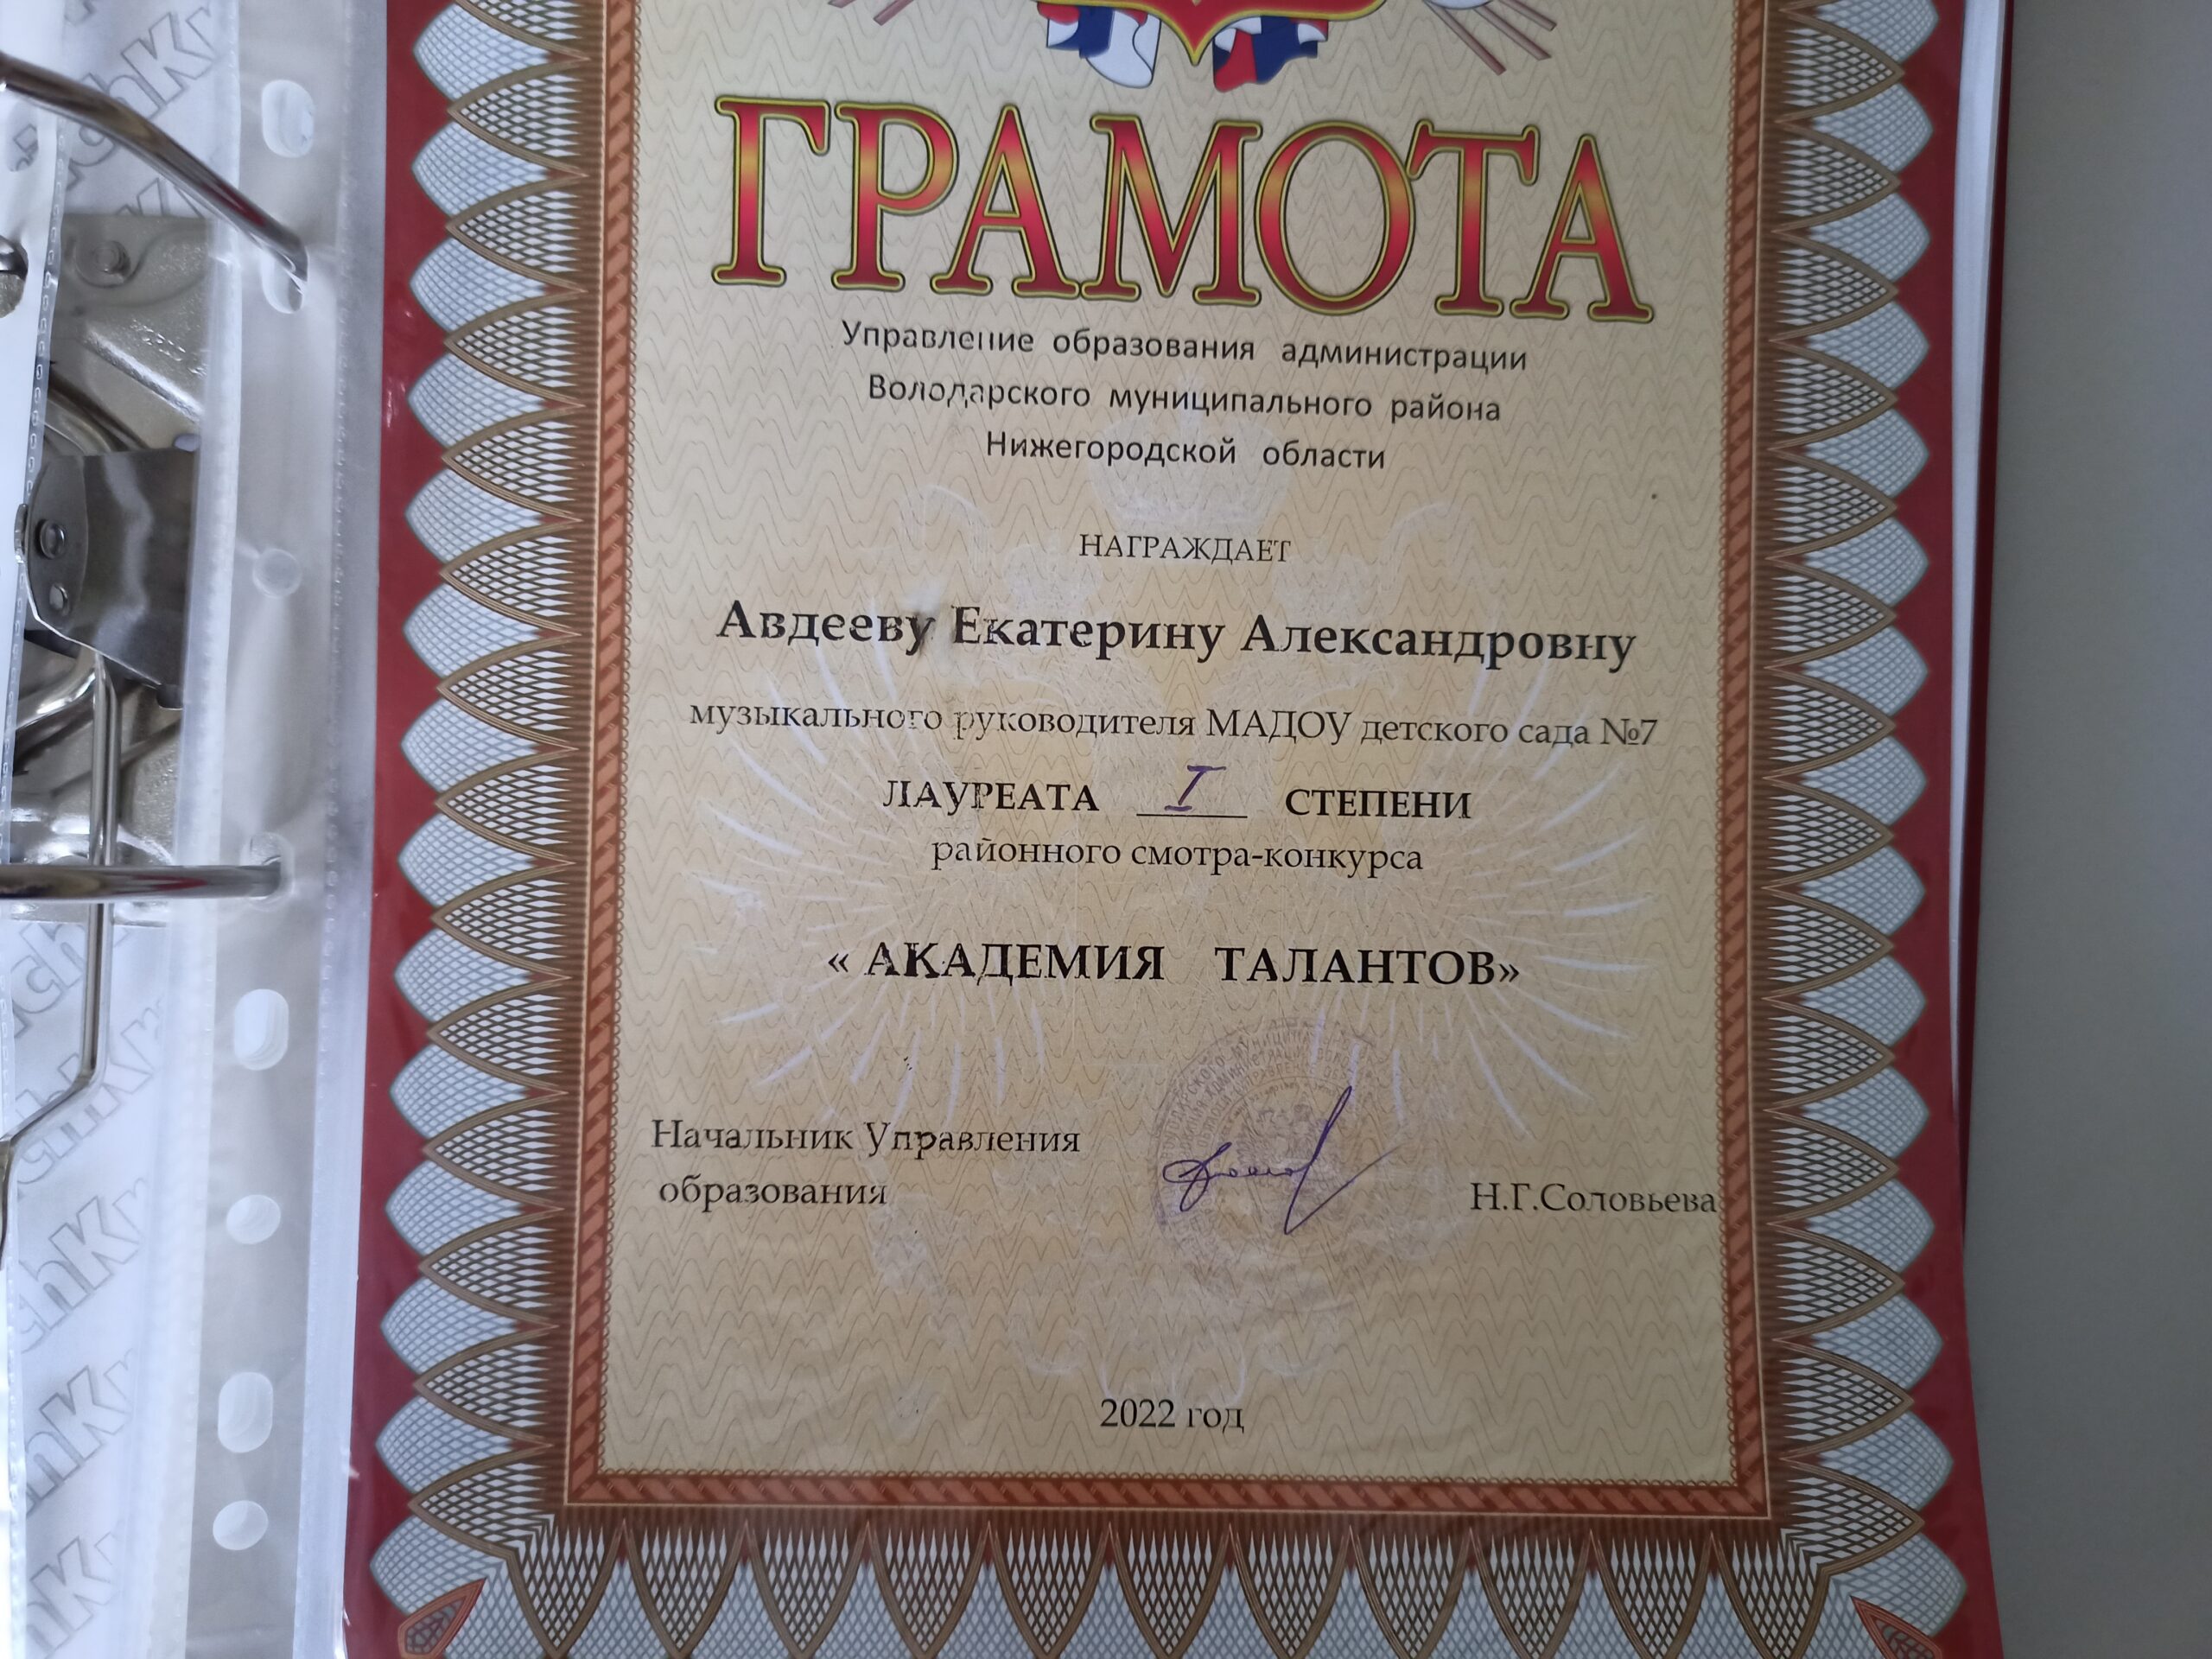 ГРАМОТА
Управление образования администрации
Володарского муниципального района
Нижегородской области
НАГРАЖДАЕТ
Авдееву Екатерину Александровну
музыкального руководителя МАДОУ детского сада №7
ЛАУРЕАТА I СТЕПЕНИ
районного смотра-конкурса
« АКАДЕМИЯ ТАЛАНТОВ»
Начальник Управления
образования
Н.Г.Соловьева
2022 год